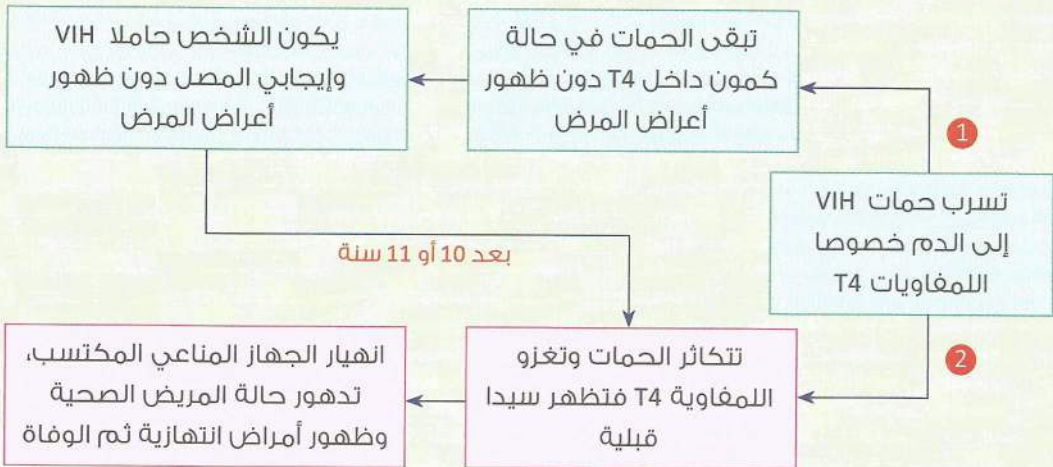 تسرب حمات VIH
إلى الدم خصوصا
اللمفاويات T4
1
تبقى الحمات في حالة
كمون داخل T4 دون ظهور
أعراض المرض
يكون الشخص حاملا VIH
وإيجابي المصل دون ظهور
أعراض المرض
بعد 10 أو 11 سنة
2
تتكاثر الحمات وتغزو
اللمفاوية T4 فتظهر سيدا
قبلية
انهيار الجهاز المناعي المكتسب،
تدهور حالة المريض الصحية
وظهور أمراض انتهازية ثم الوفاة